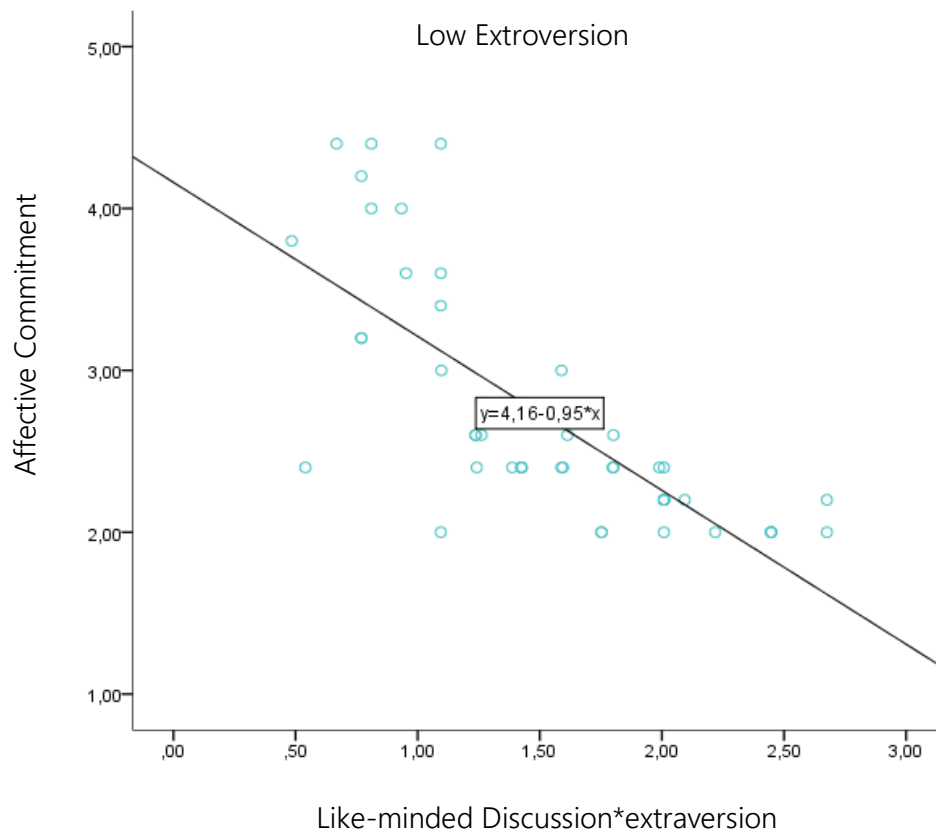 Low Extroversion
5,00
4,00
3,00
2,00
1,00
Affective Commitment
y=4,16-0,95*x
,00 ,50 1,00 1,50 2,00 2,50 3,00
Like-minded Discussion*extraversion